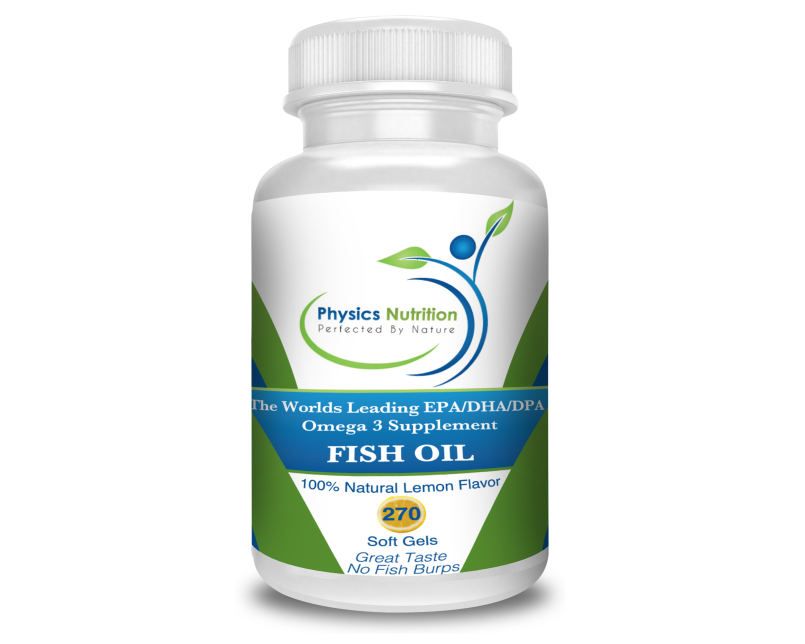 Physics Nutrition
Perfected By Nature
The Worlds Leading EPA/DHA/DPA
Omega 3 Supplement
FISH OIL
100% Natural Lemon Flavor
270
Soft Gels
Great Taste
No Fish Burps